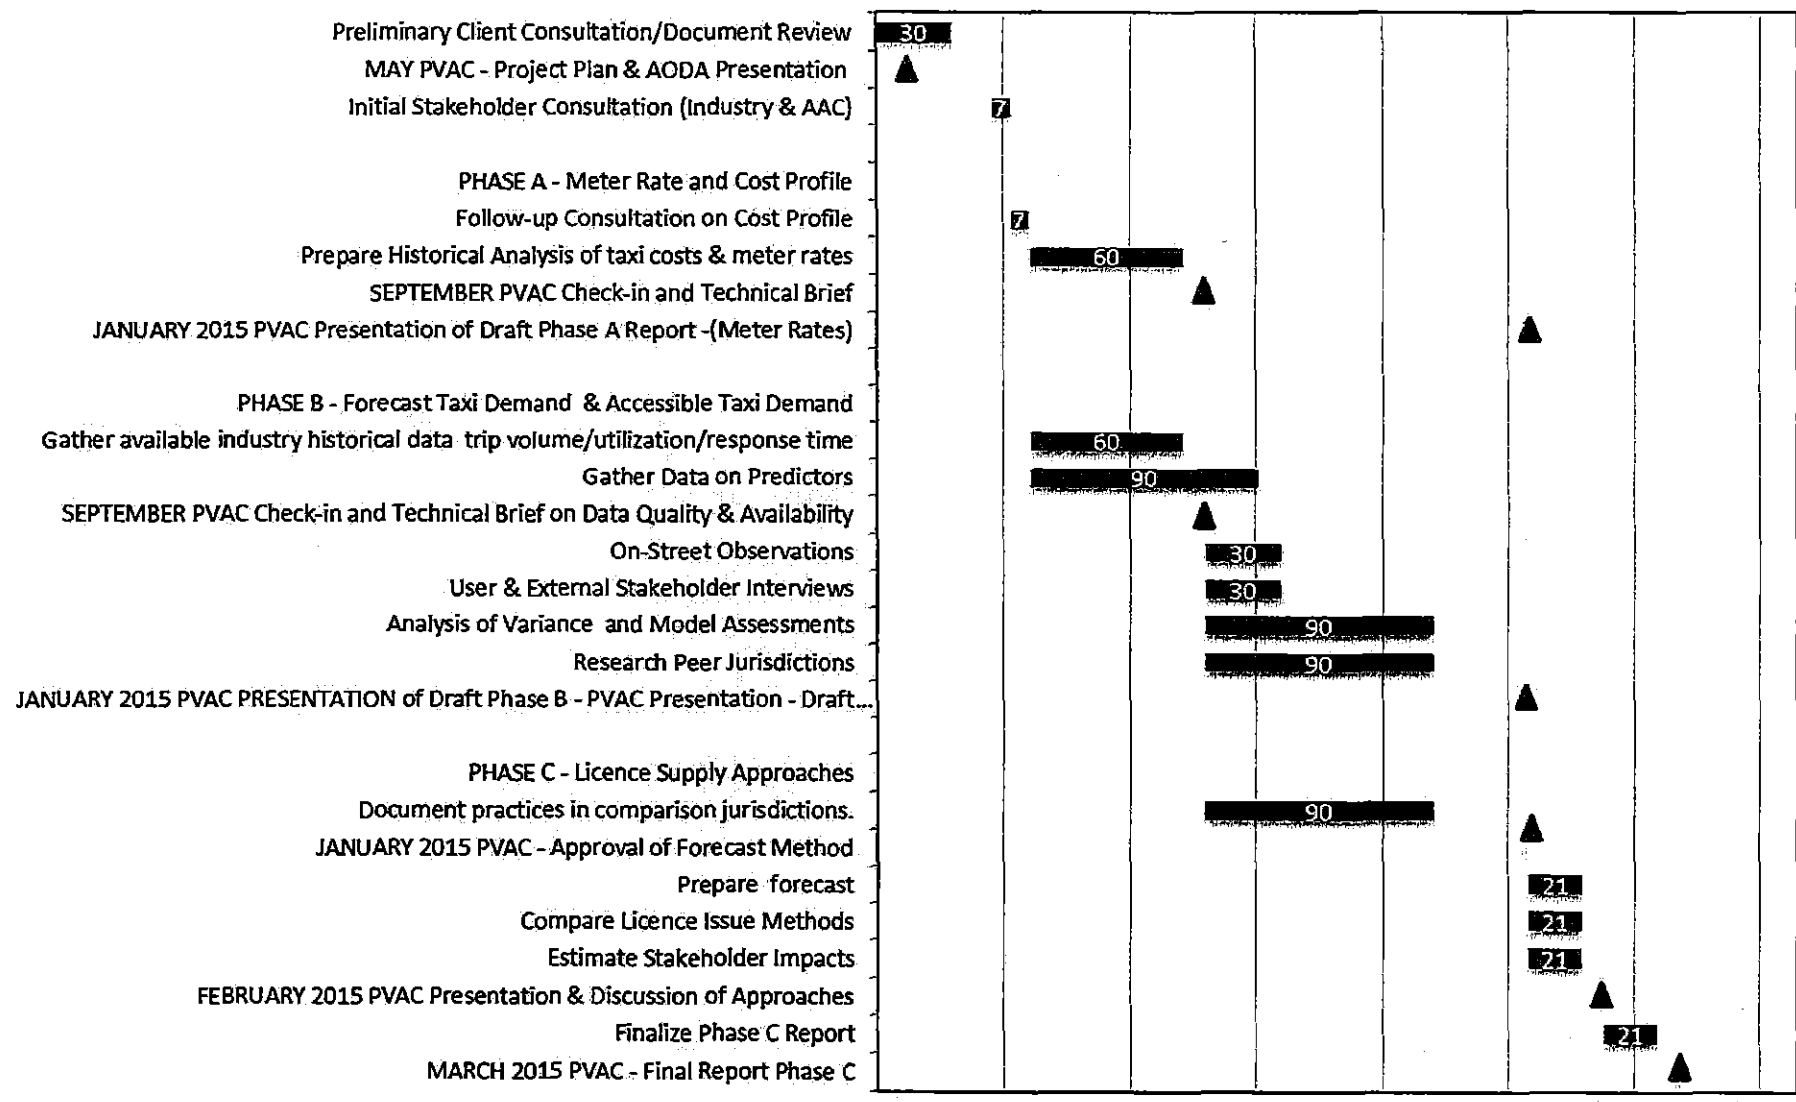 Preliminary Client Consultation/Document Review 30
MAY PVAC - Project Plan & AODA Presentation
Initial Stakeholder Consultation (Industry & AAC) 7
PHASE A - Meter Rate and Cost Profile
Follow-up Consultation on Cost Profile 7
Prepare Historical Analysis of taxi costs & meter rates 60
SEPTEMBER PVAC Check-in and Technical Brief
JANUARY 2015 PVAC Presentation of Draft Phase A Report -(Meter Rates)
PHASE B - Forecast Taxi Demand & Accessible Taxi Demand
Gather available industry historical data trip volume/utilization/response time 60
Gather Data on Predictors 90
SEPTEMBER PVAC Check-in and Technical Brief on Data Quality & Availability
On-Street Observations 30
User & External Stakeholder Interviews 30
Analysis of Variance and Model Assessments 90
Research Peer Jurisdictions 90
JANUARY 2015 PVAC PRESENTATION of Draft Phase B - PVAC Presentation - Draft...
PHASE C - Licence Supply Approaches
Document practices in comparison jurisdictions. 90
JANUARY 2015 PVAC - Approval of Forecast Method
Prepare forecast 21
Compare Licence Issue Methods 21
Estimate Stakeholder Impacts 21
FEBRUARY 2015 PVAC Presentation & Discussion of Approaches
Finalize Phase C Report 21
MARCH 2015 PVAC - Final Report Phase C